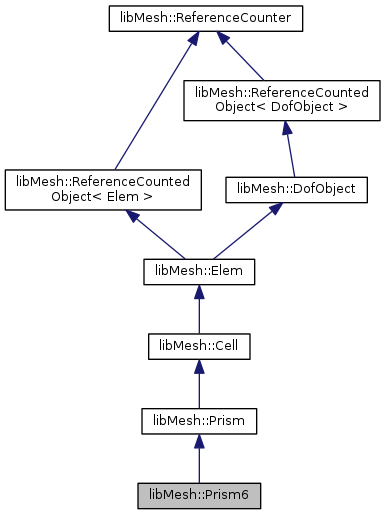 libMesh::ReferenceCounter
libMesh::ReferenceCounted
Object< DofObject >
libMesh::ReferenceCounted
Object< Elem >
libMesh::DofObject
libMesh::Elem
libMesh::Cell
libMesh::Prism
libMesh::Prism6